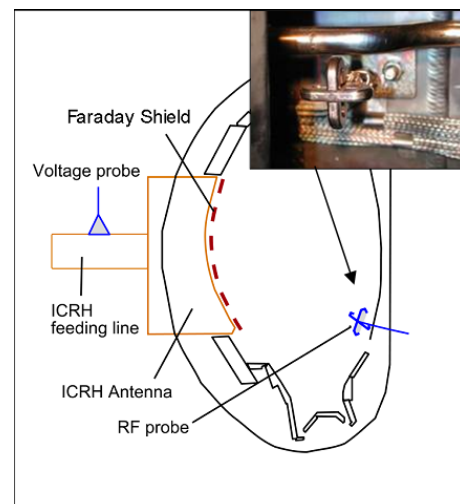 Faraday Shield
Voltage probe
ICRH
feeding line
ICRH Antenna
RF probe